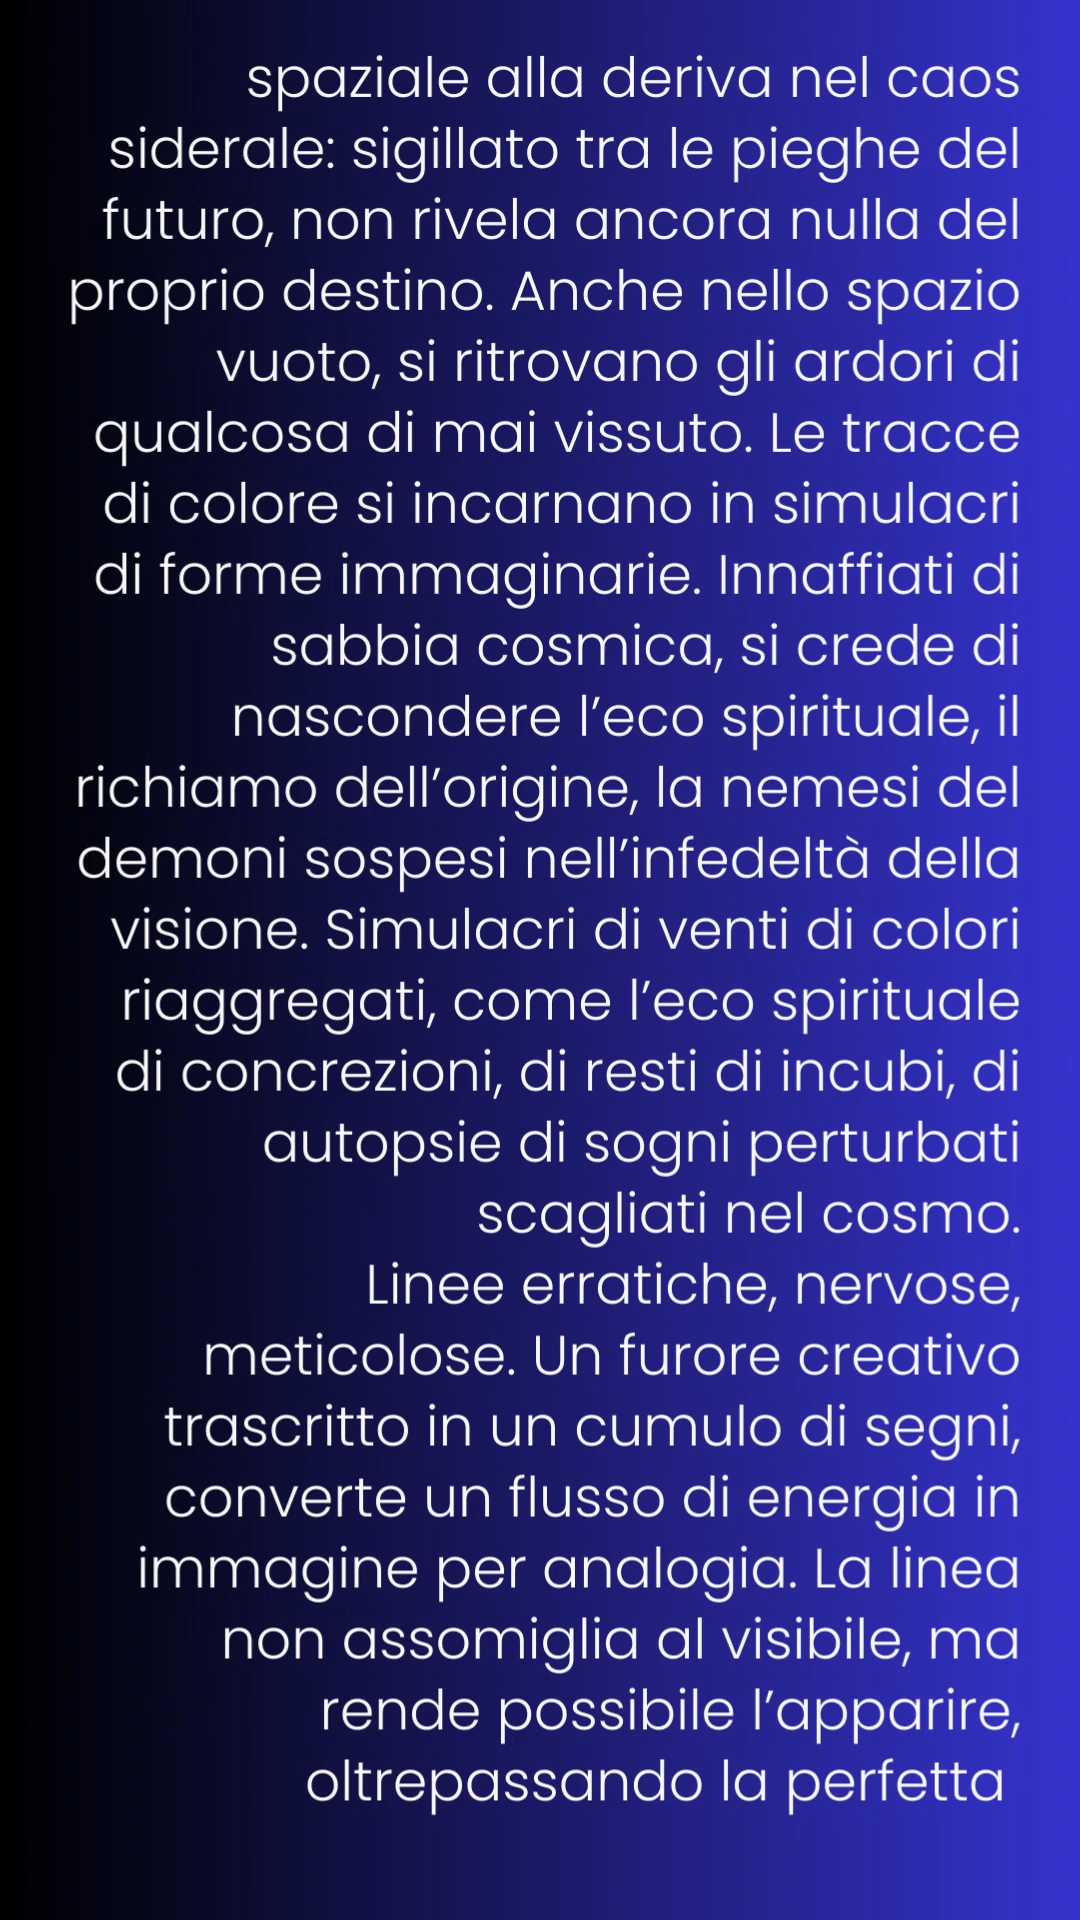 spaziale alla deriva nel caos
siderale: sigillato tra le pieghe del
futuro, non rivela ancora nulla del
proprio destino. Anche nello spazio
vuoto, si ritrovano gli ardori di
qualcosa di mai vissuto. Le tracce
di colore si incarnano in simulacri
di forme immaginarie. Innaffiati di
sabbia cosmica, si crede di
nascondere l’eco spirituale, il
richiamo dell’origine, la nemesi del
demoni sospesi nell’infedeltà della
visione. Simulacri di venti di colori
riaggregati, come l’eco spirituale
di concrezioni, di resti di incubi, di
autopsie di sogni perturbati
scagliati nel cosmo.
Linee erratiche, nervose,
meticolose. Un furore creativo
trascritto in un cumulo di segni,
converte un flusso di energia in
immagine per analogia. La linea
non assomiglia al visibile, ma
rende possibile l’apparire,
oltrepassando la perfetta